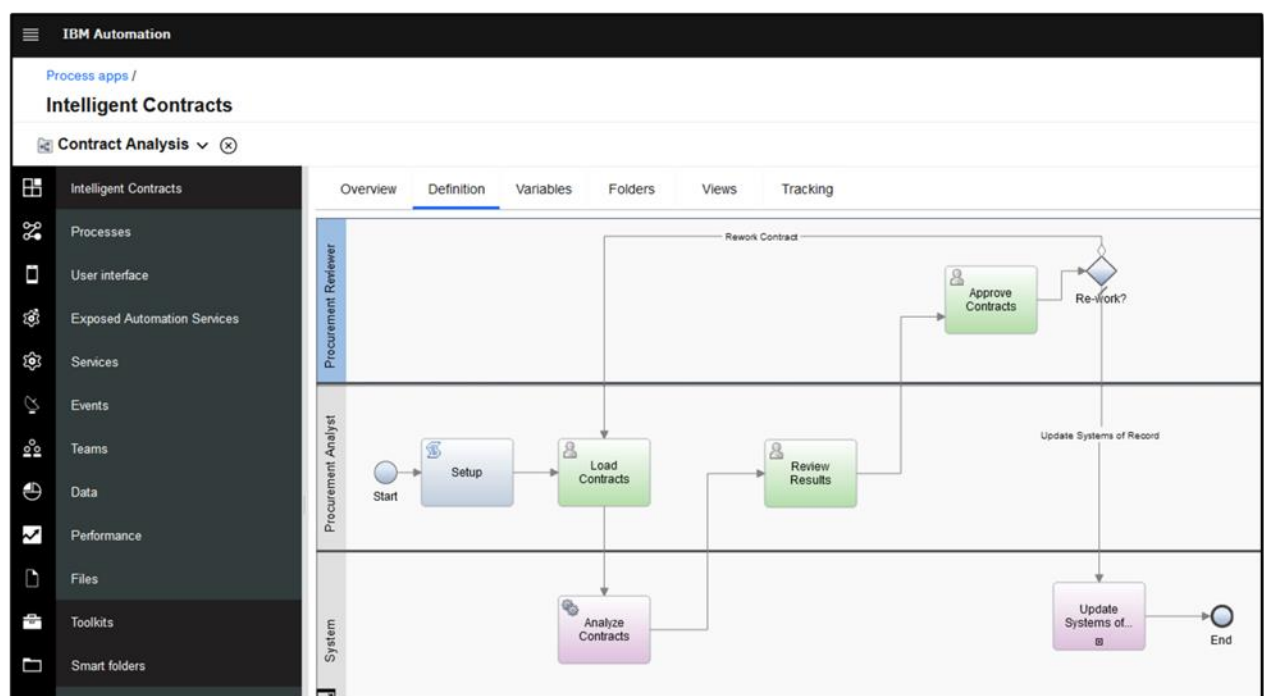 IBM Automation
Process apps /
Intelligent Contracts
Contract Analysis
Intelligent Contracts
Processes
User interface
Exposed Automation Services
Services
Events
Teams
Data
Performance
Files
Toolkits
Smart folders
Overview Definition Variables Folders Views Tracking
Procurement Reviewer
Rework Contract
Approve
Contracts
Re-work?
Procurement Analyst
Start
Setup
Load
Contracts
Review
Results
Update Systems of Record
System
Analyze
Contracts
Update
Systems of...
End